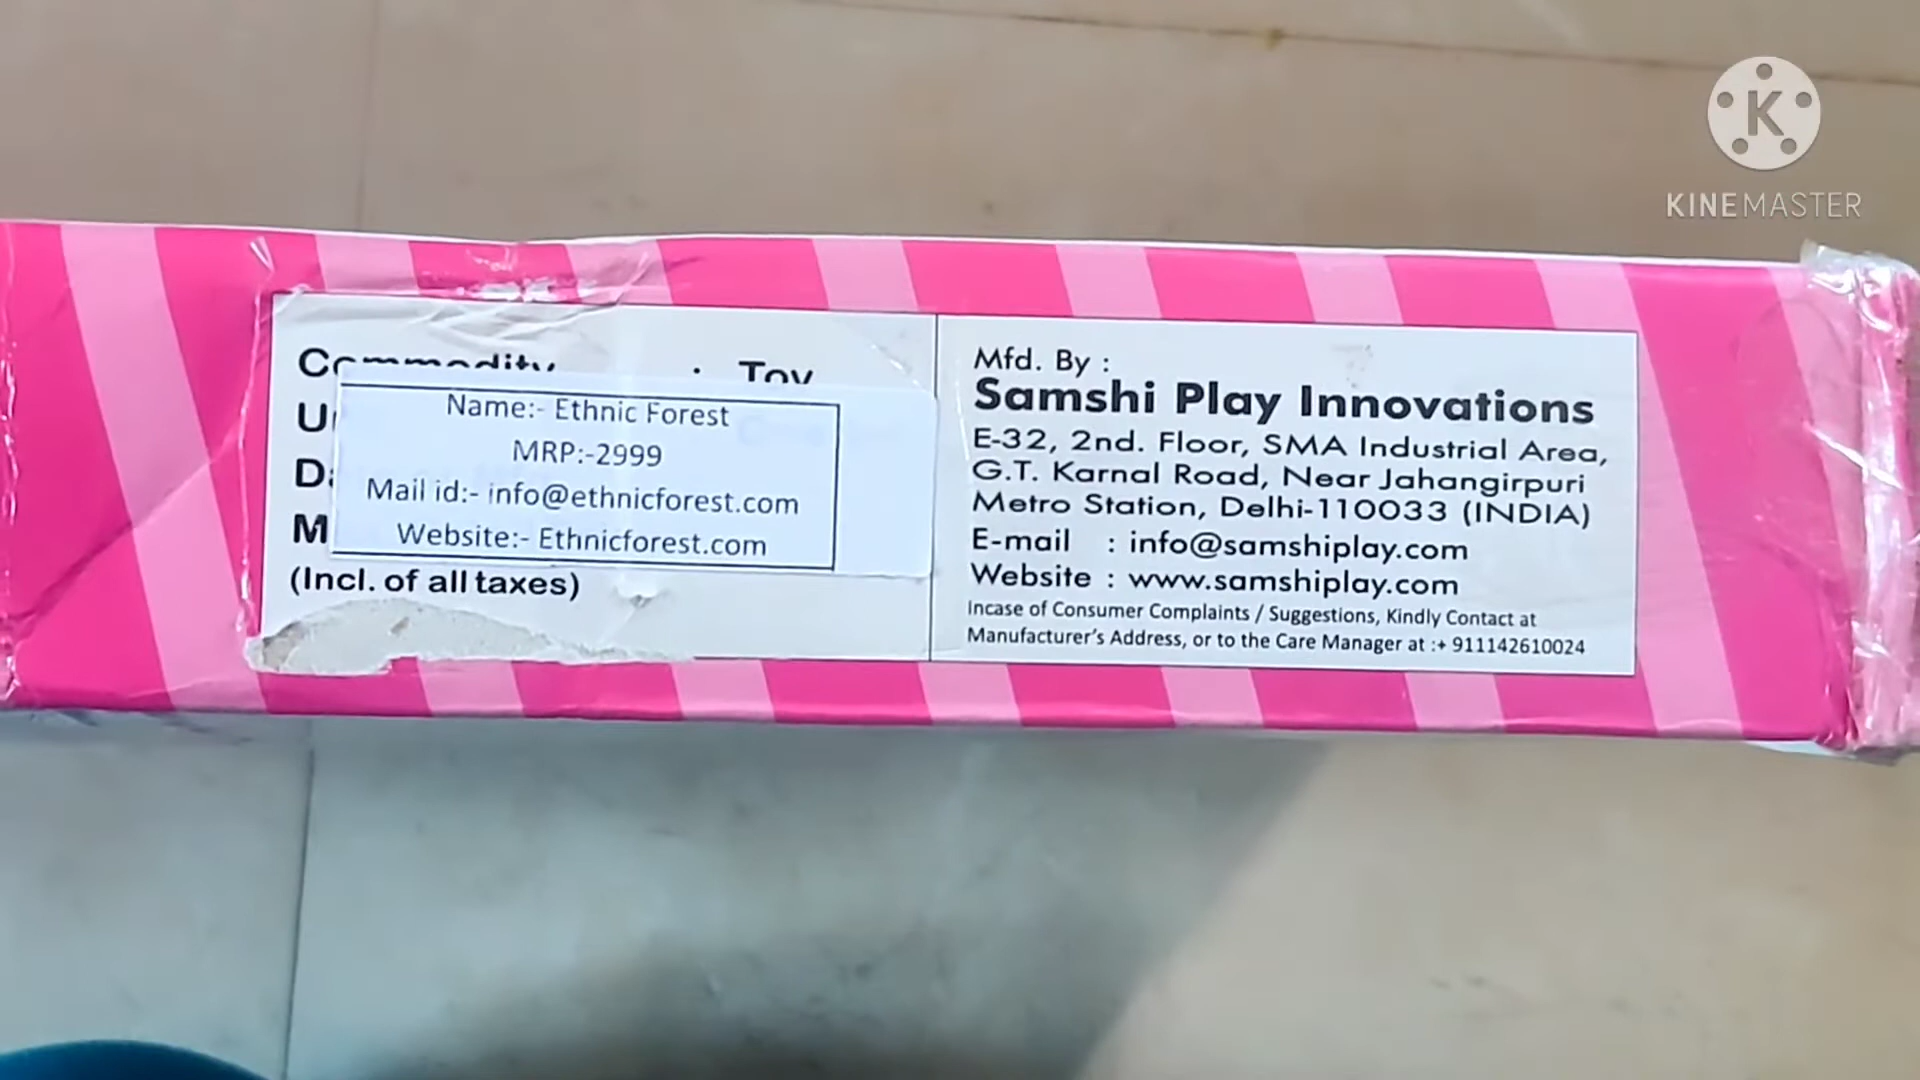 K
KINEMASTER
Commodity : Toy
Name:- Ethnic Forest
MRP:-2999
Mail id:- info@ethnicforest.com
Website:- Ethnicforest.com
(Incl. of all taxes)
Mfd. By :
Samshi Play Innovations
E-32, 2nd. Floor, SMA Industrial Area,
G.T. Karnal Road, Near Jahangirpuri
Metro Station, Delhi-110033 (INDIA)
E-mail : info@samshiplay.com
Website : www.samshiplay.com
Incase of Consumer Complaints / Suggestions, Kindly Contact at
Manufacturer's Address, or to the Care Manager at :+ 911142610024